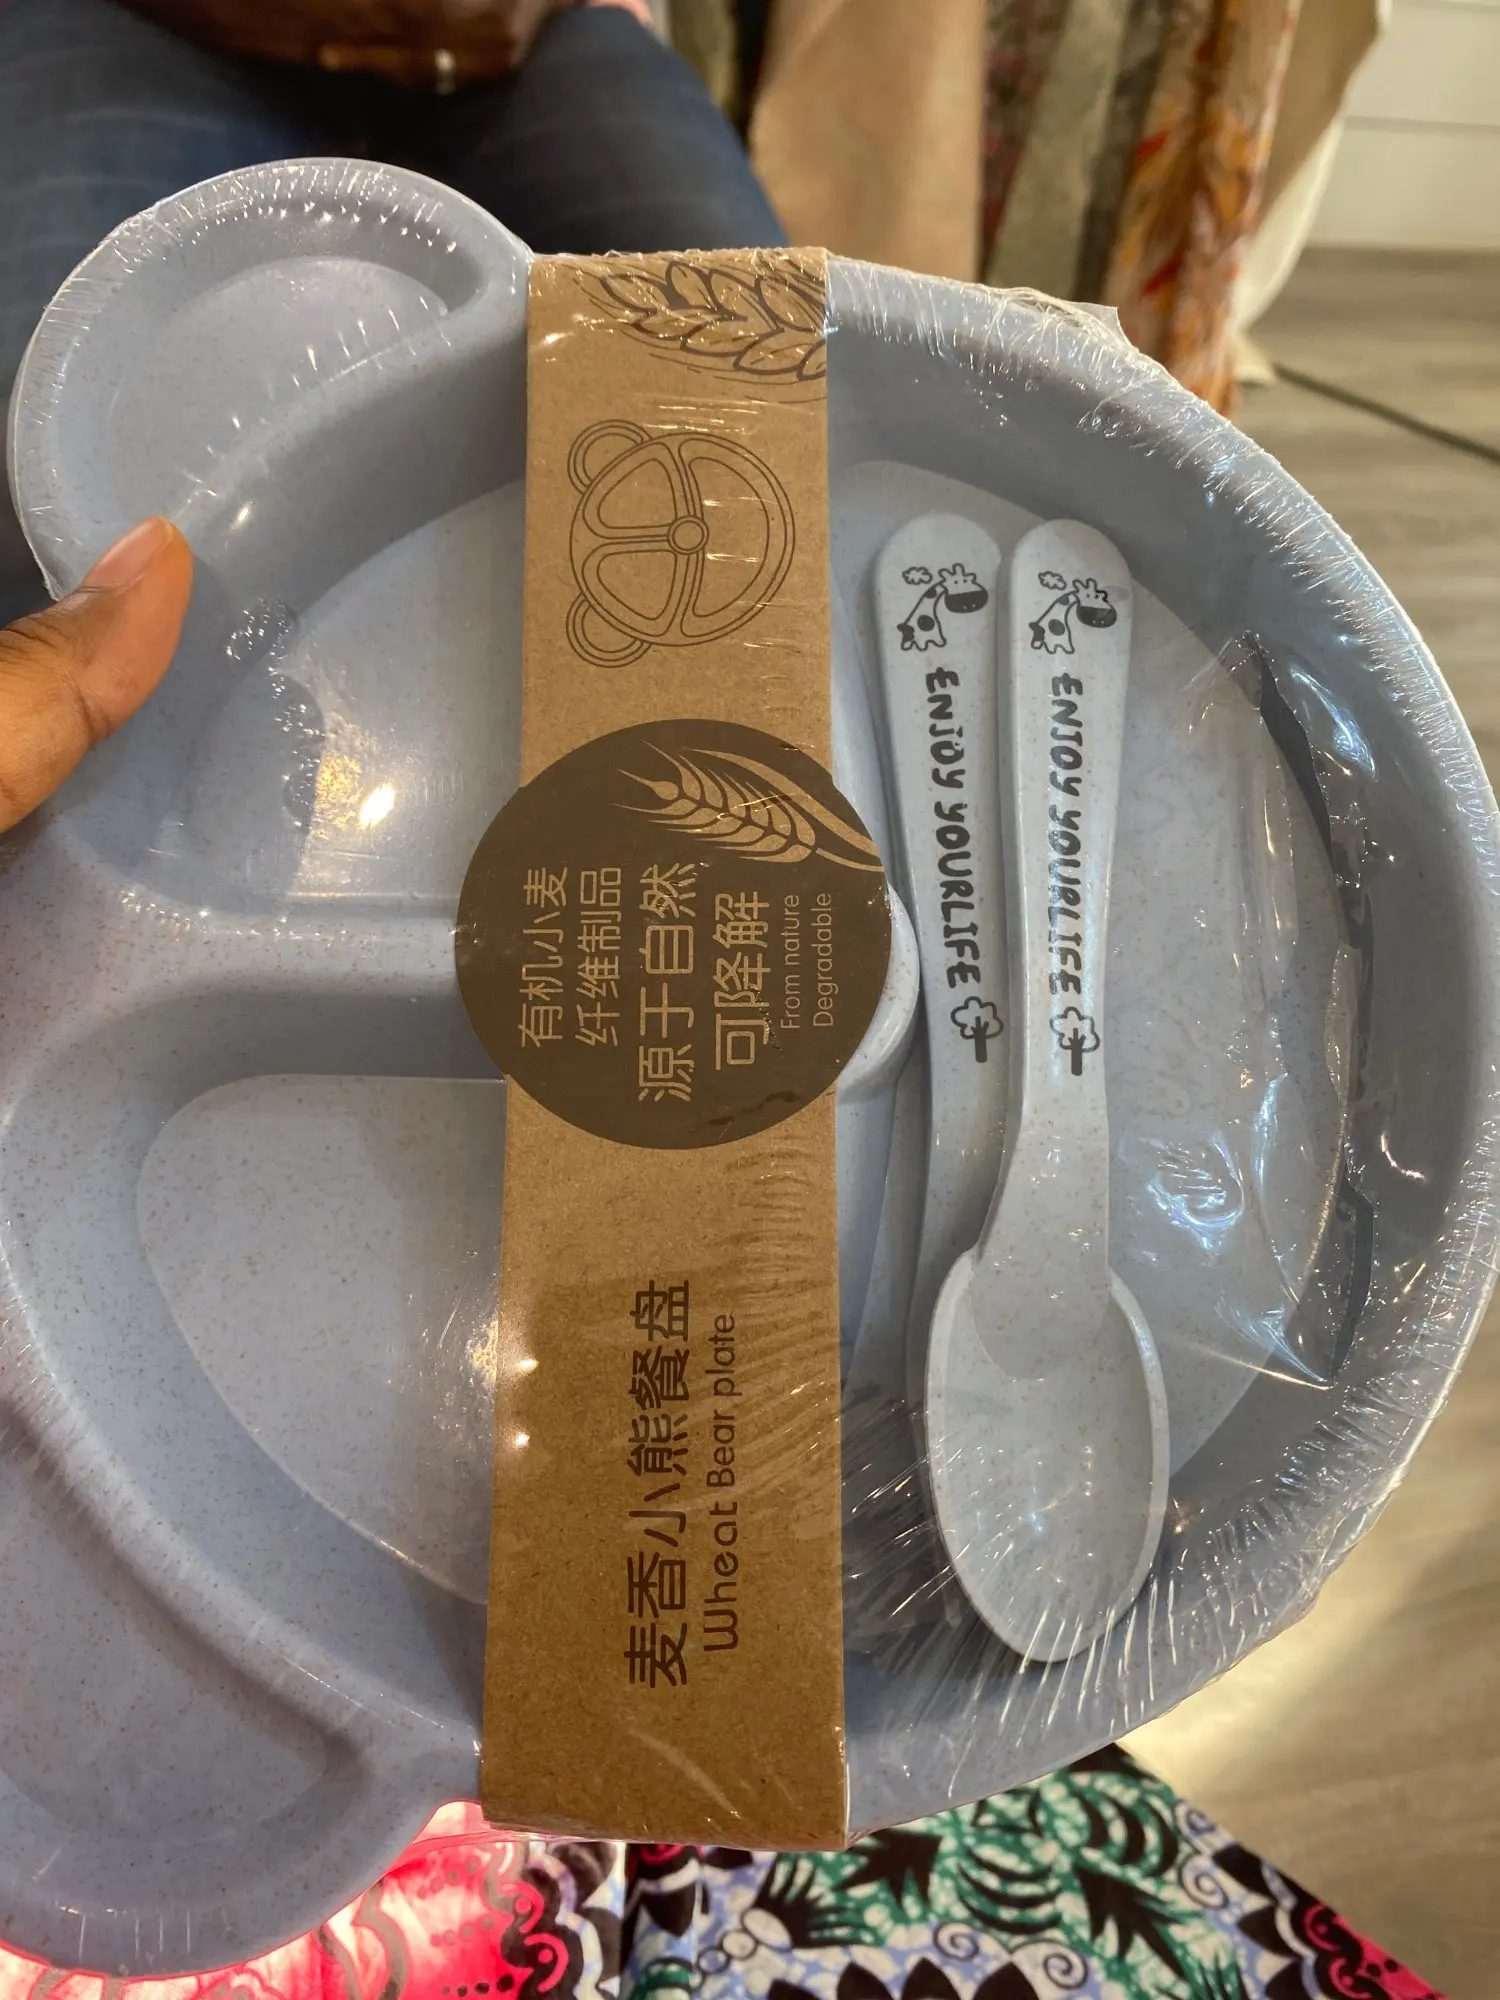 有机小麦
纤维制品
源于自然
可降解
From nature
Degradable
麦香小熊餐盘
Wheat Bear plate
ENJOY YOURLIFE
ENJOY YOURLIFE